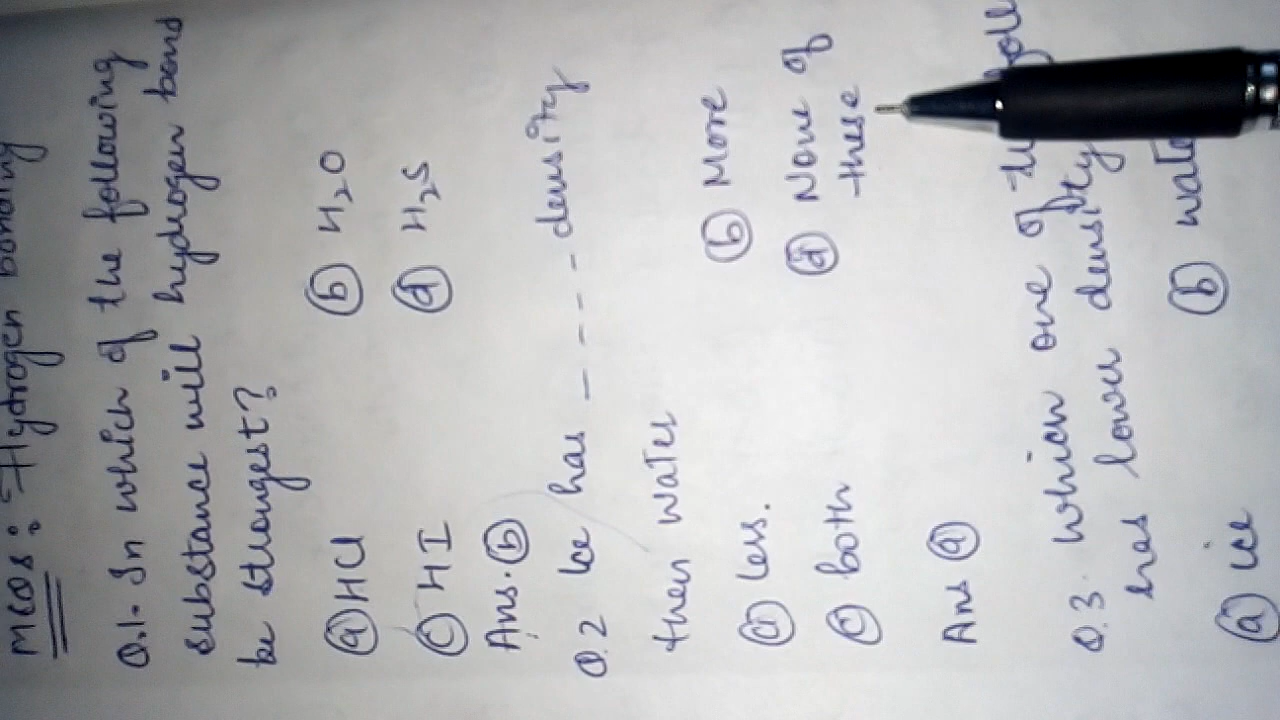 MCQs: Hydrogen bonding
Q.1. In which of the following
substance will hydrogen bond
be strongest?
(a) HCl (b) H₂O
(c) HI (d) H₂S
Ans. (b)
Q.2 Ice has ---- density
then water
(a) less. (b) More
(c) both (d) None of
these
Ans (a)
Q.3. which one of the
has lower density
(a) ice (b) wate